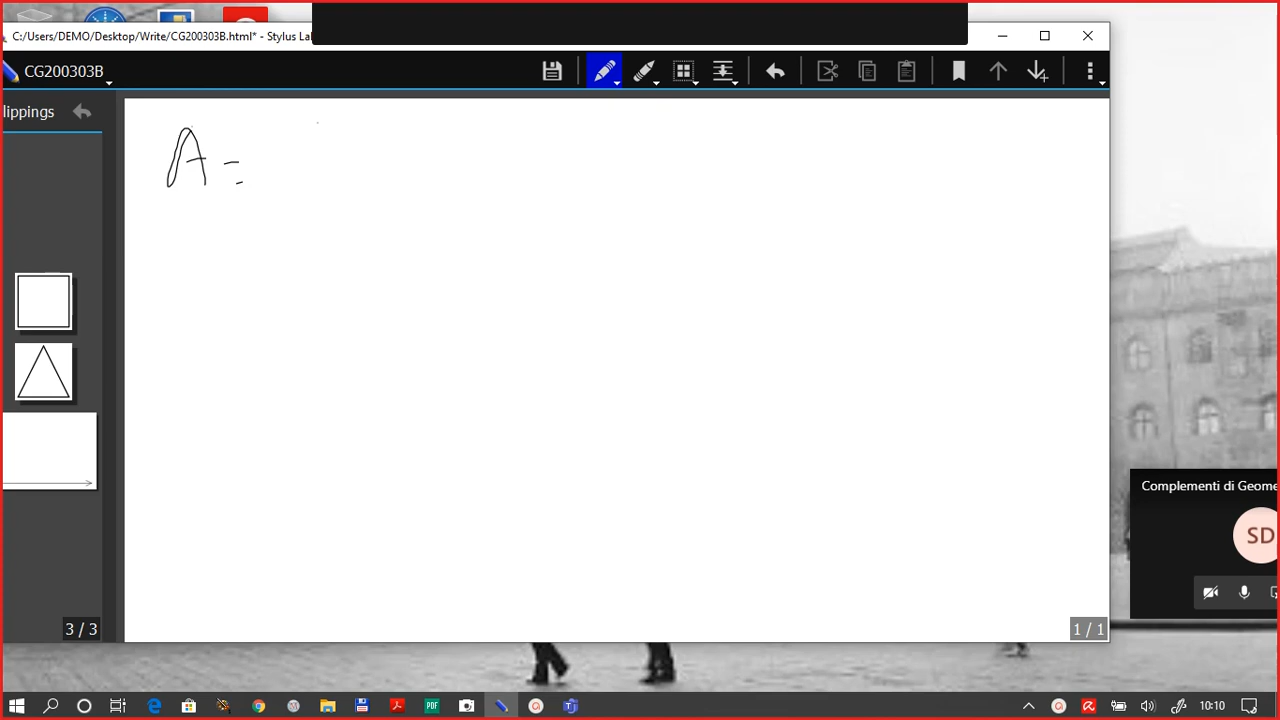 C:/Users/DEMO/Desktop/Write/CG200303B.html* - Stylus La
CG200303B
lippings
A =
Complementi di Geome
SD
3 / 3
1 / 1
PDF
10:10